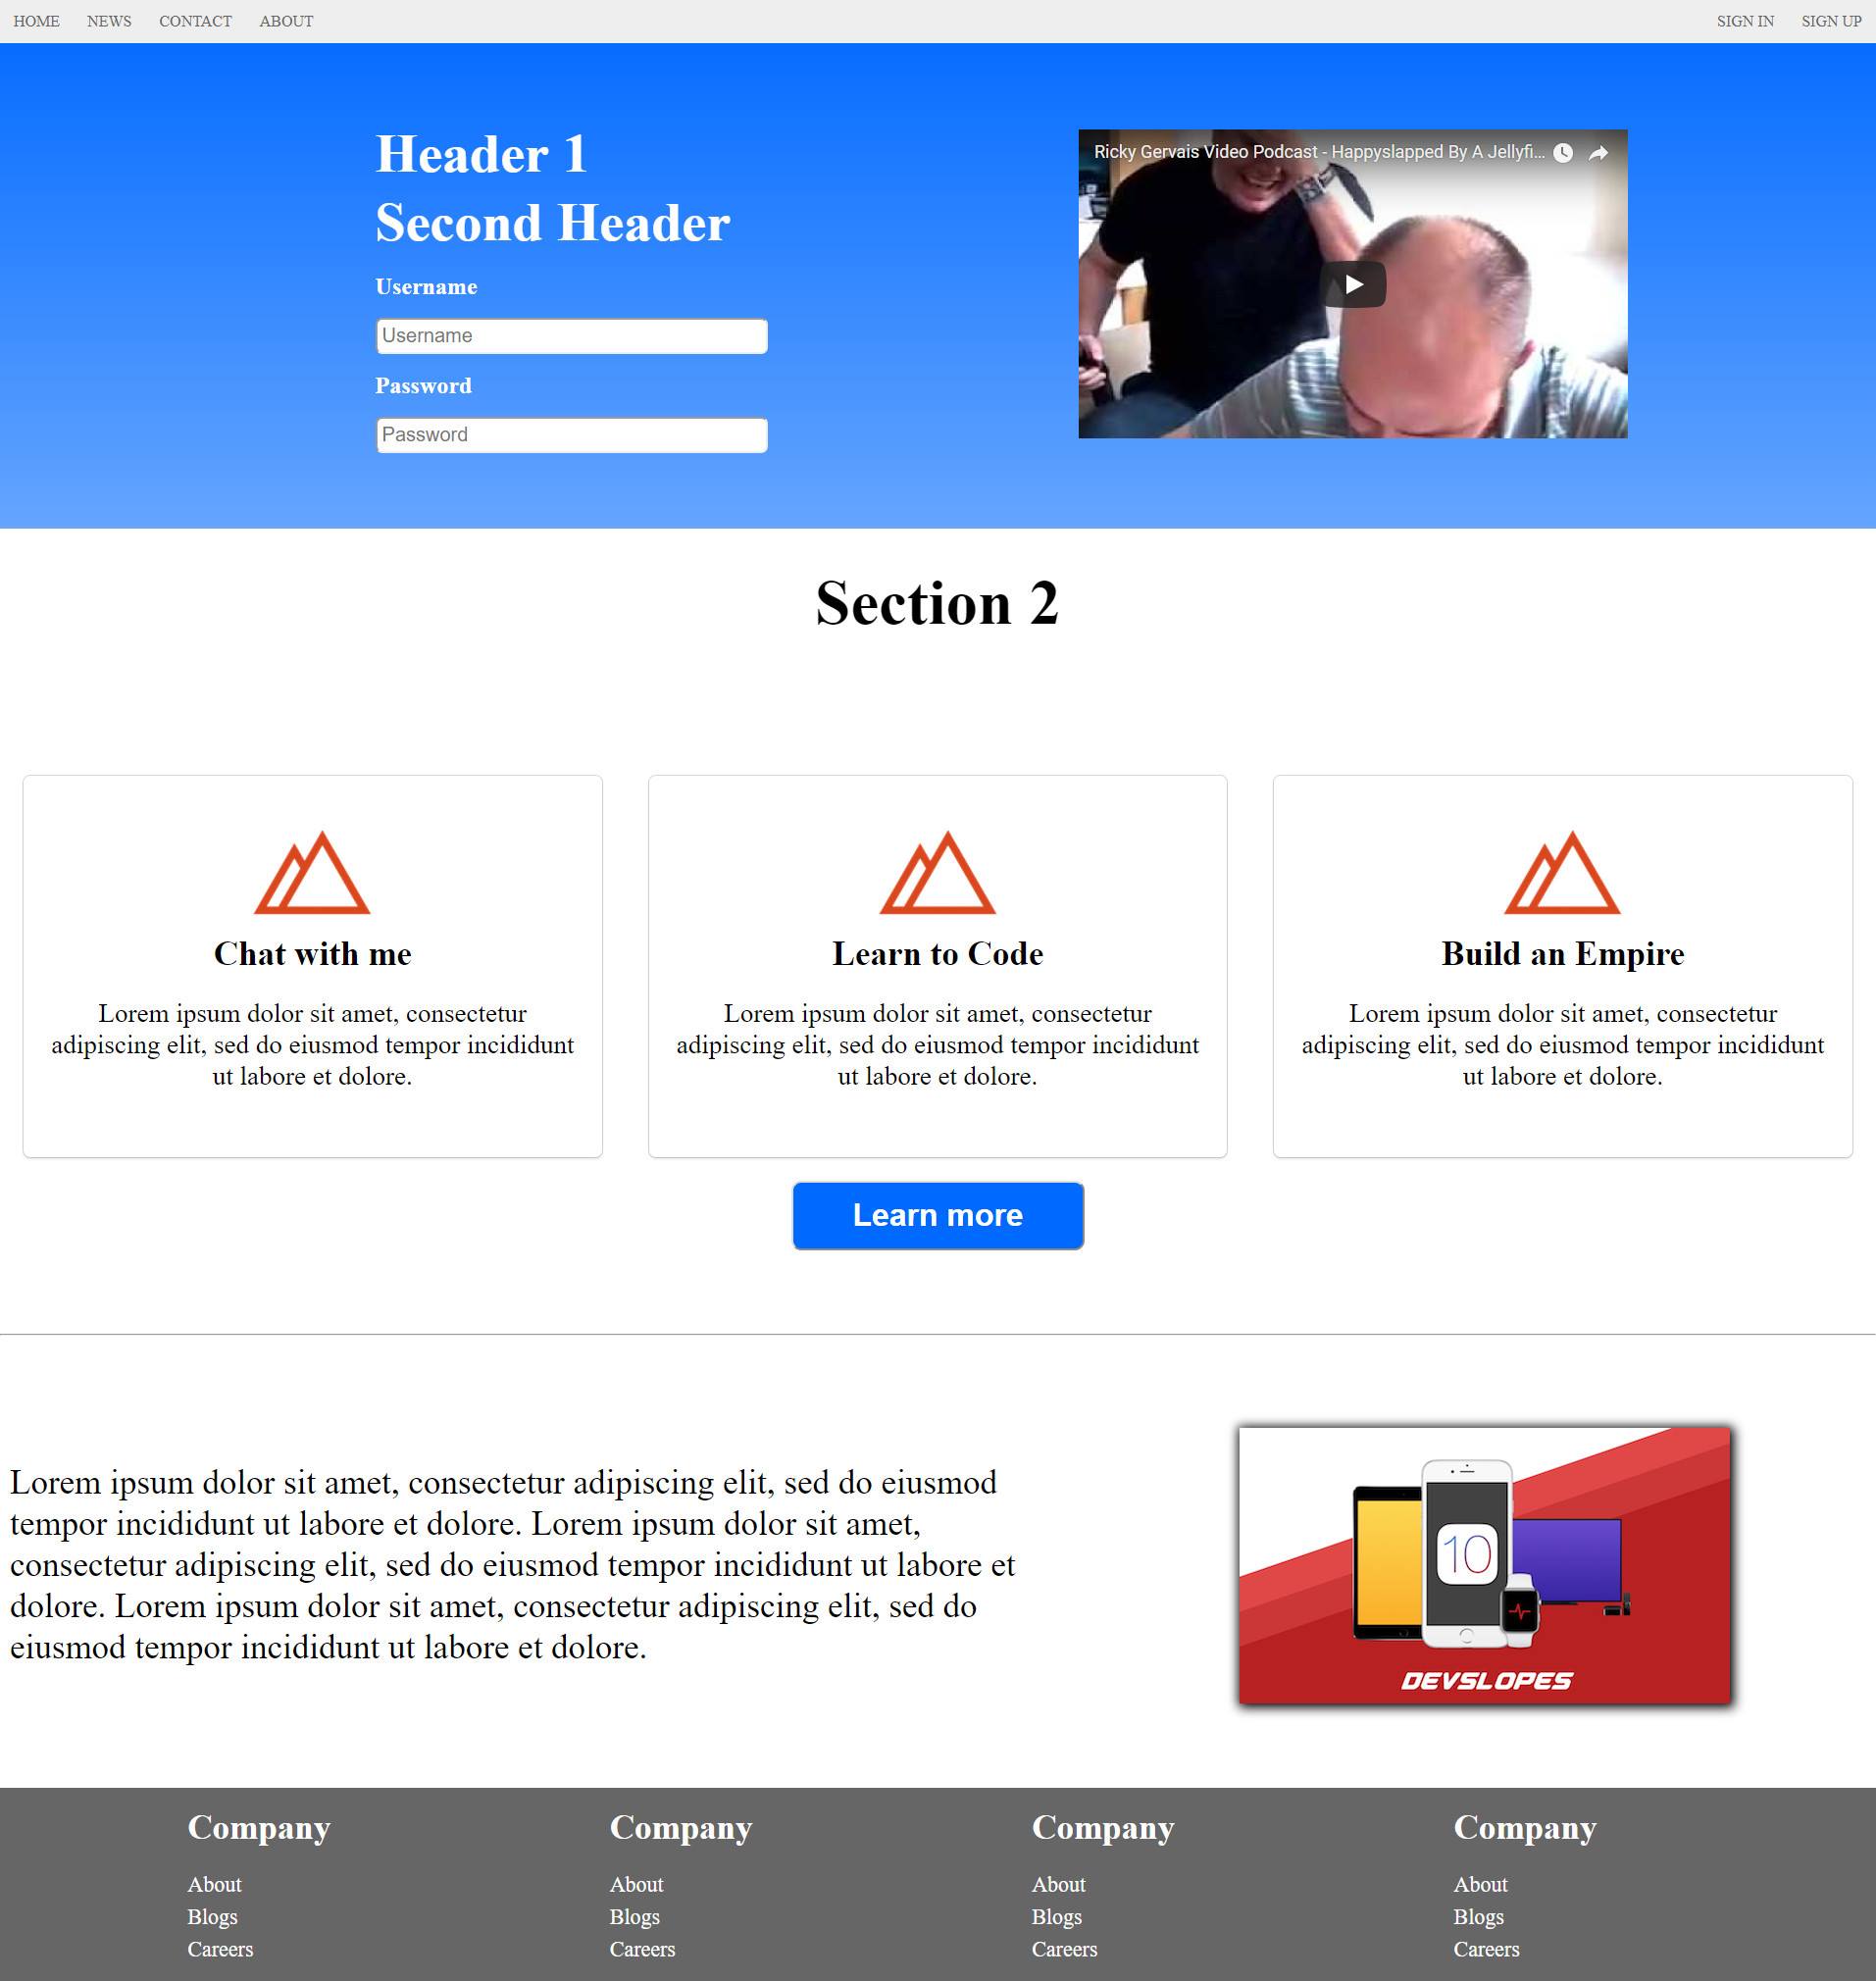 HOME NEWS CONTACT ABOUT SIGN IN SIGN UP
Header 1
Second Header
Username
Username
Password
Password
Ricky Gervais Video Podcast - Happyslapped By A Jellyfi...
Section 2
Chat with me
Lorem ipsum dolor sit amet, consectetur
adipiscing elit, sed do eiusmod tempor incididunt
ut labore et dolore.
Learn to Code
Lorem ipsum dolor sit amet, consectetur
adipiscing elit, sed do eiusmod tempor incididunt
ut labore et dolore.
Build an Empire
Lorem ipsum dolor sit amet, consectetur
adipiscing elit, sed do eiusmod tempor incididunt
ut labore et dolore.
Learn more
Lorem ipsum dolor sit amet, consectetur adipiscing elit, sed do eiusmod
tempor incididunt ut labore et dolore. Lorem ipsum dolor sit amet,
consectetur adipiscing elit, sed do eiusmod tempor incididunt ut labore et
dolore. Lorem ipsum dolor sit amet, consectetur adipiscing elit, sed do
eiusmod tempor incididunt ut labore et dolore.
10
DEVSLOPES
Company
About
Blogs
Careers
Company
About
Blogs
Careers
Company
About
Blogs
Careers
Company
About
Blogs
Careers